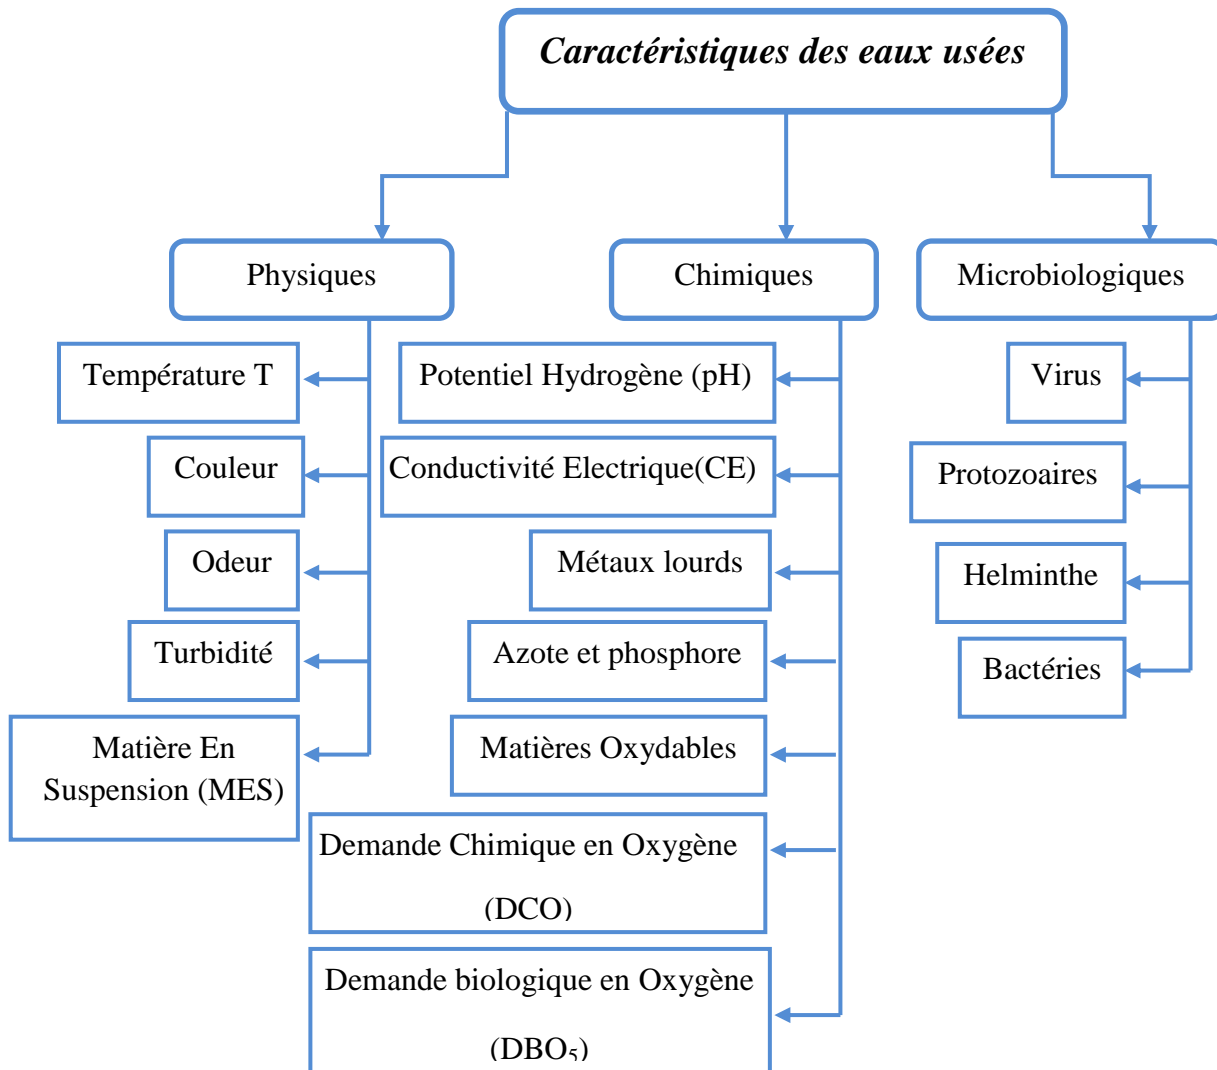 Caractéristiques des eaux usées
Physiques
Chimiques
Microbiologiques
Température T
Couleur
Odeur
Turbidité
Matière En
Suspension (MES)
Potentiel Hydrogène (pH)
Conductivité Electrique(CE)
Métaux lourds
Azote et phosphore
Matières Oxydables
Demande Chimique en Oxygène
(DCO)
Demande biologique en Oxygène
(DBO₅)
Virus
Protozoaires
Helminthe
Bactéries